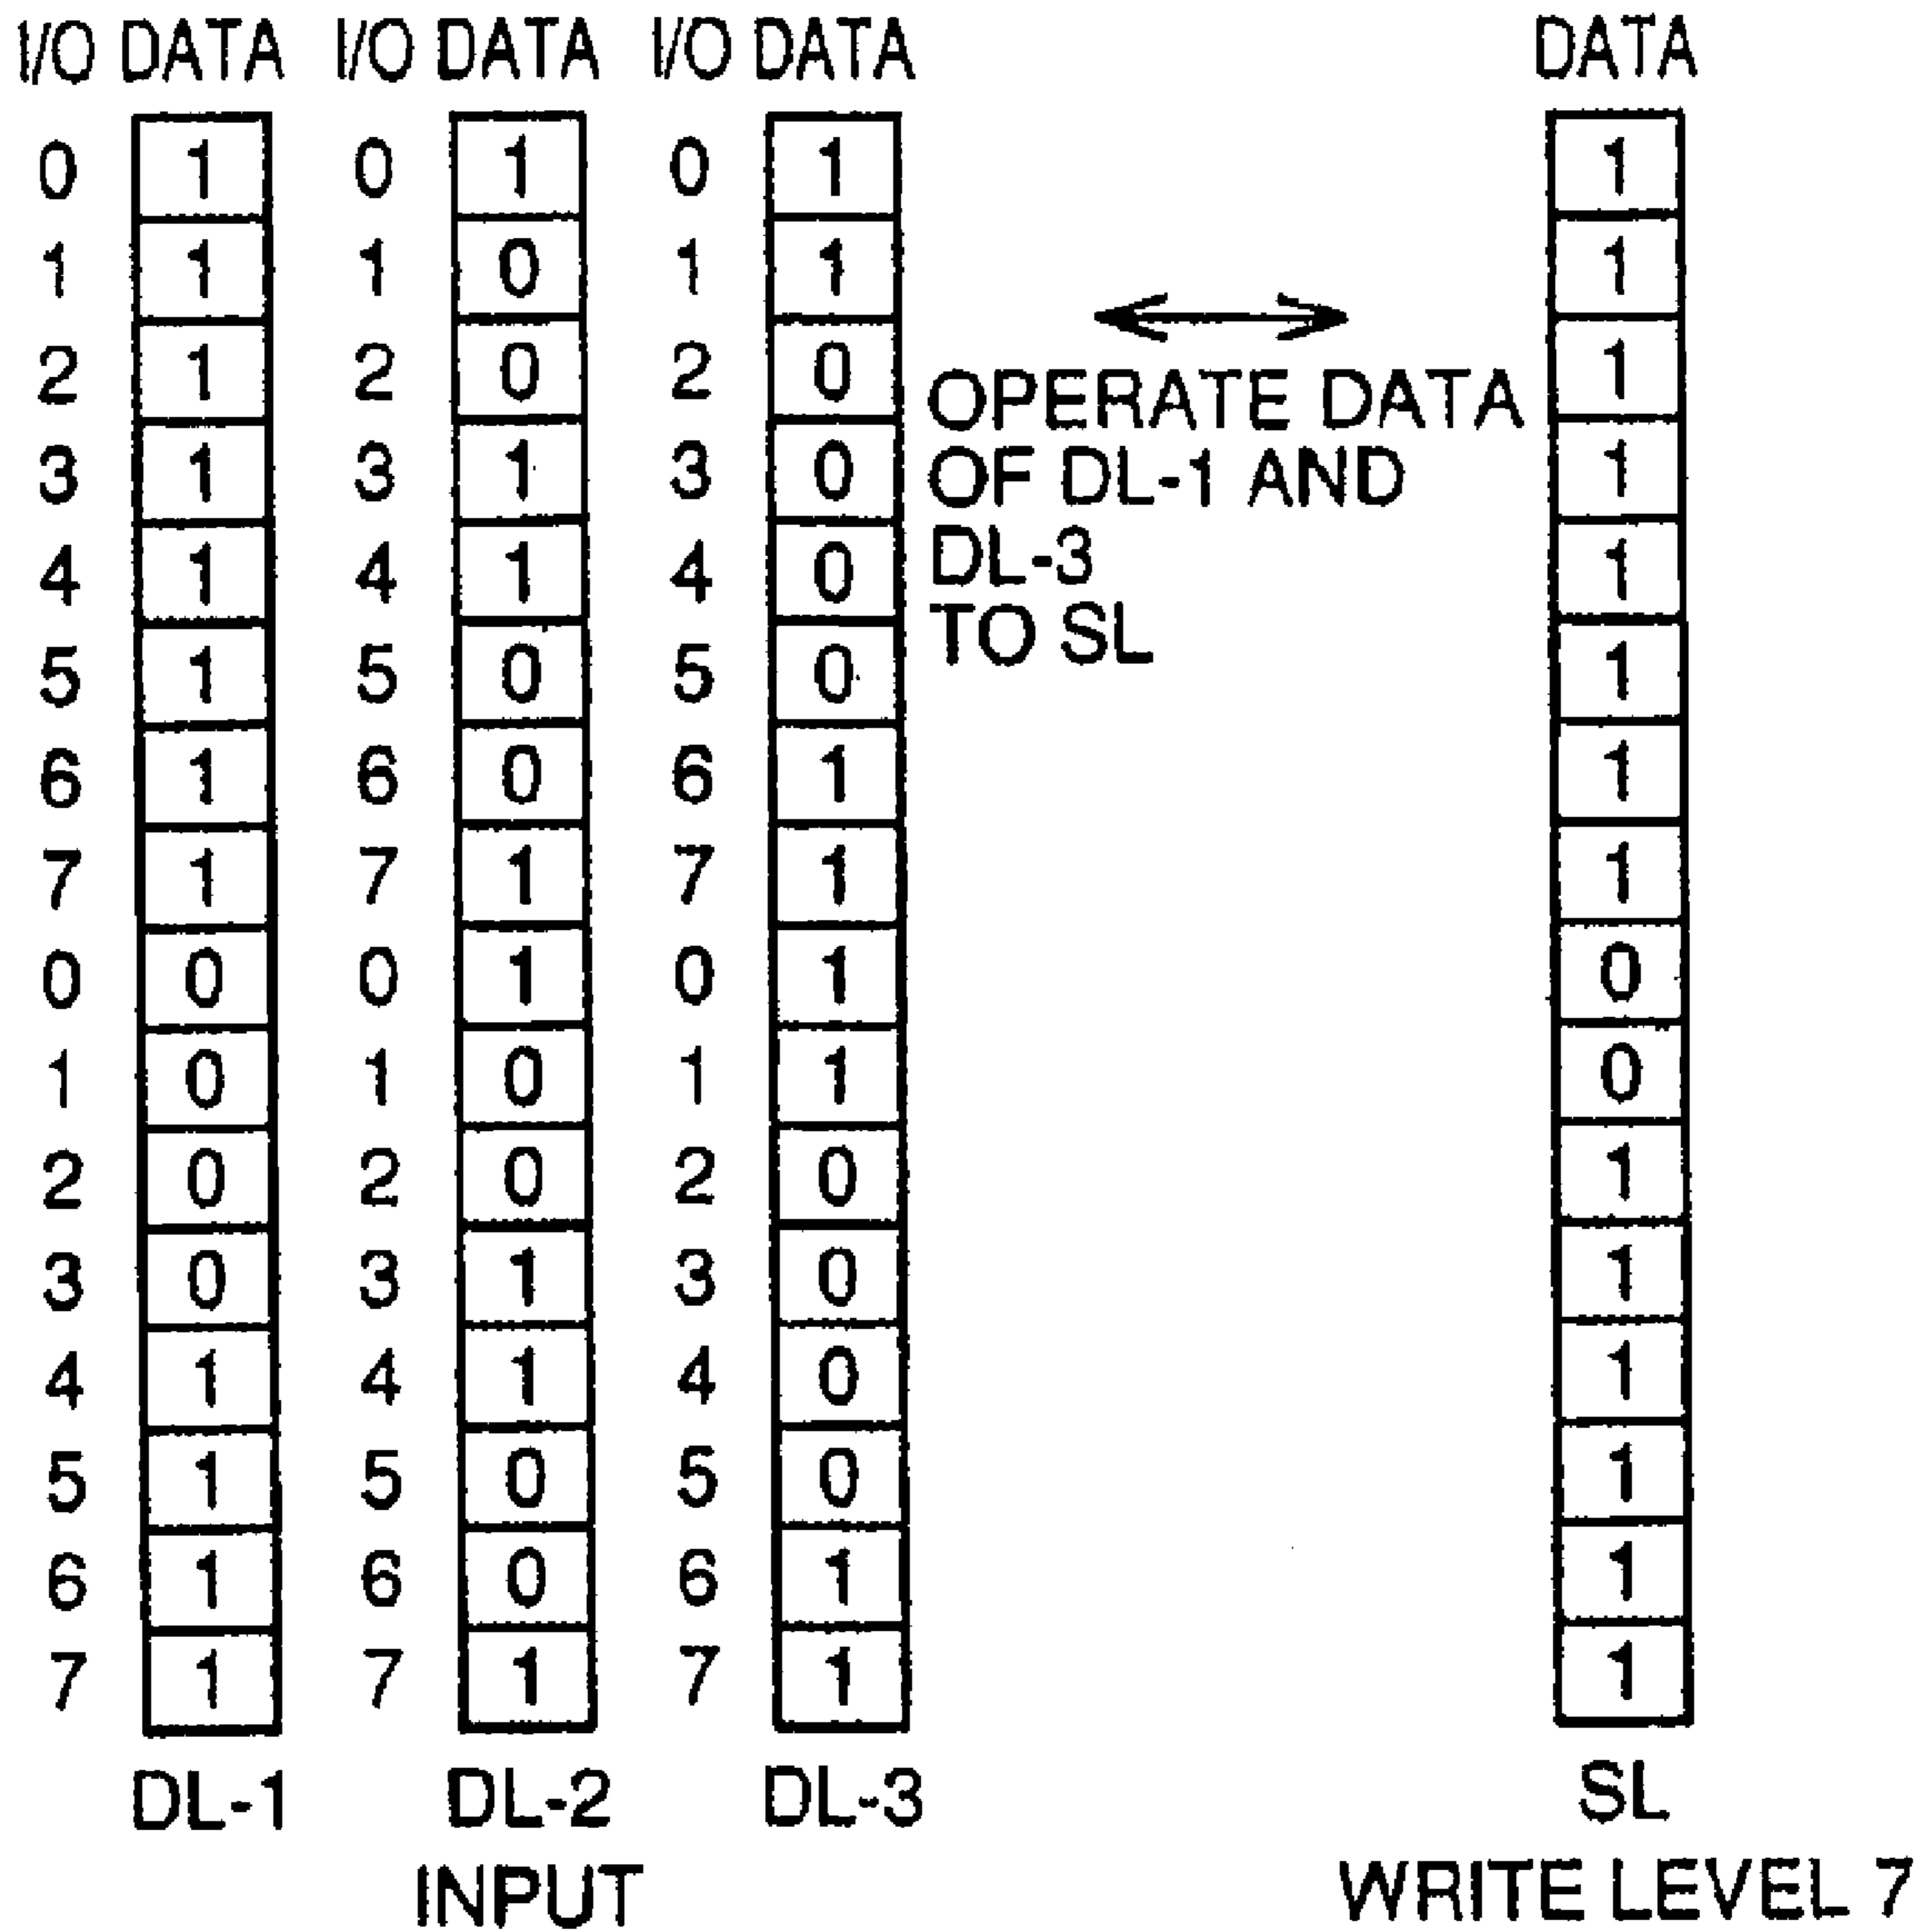 I/O DATA I/O DATA I/O DATA DATA
0 1 0 1 0 1 1
1 1 1 0 1 1 1
2 1 2 0 2 0 1
3 1 3 1 3 0 1
4 1 4 1 4 0 1
5 1 5 0 5 0 1
6 1 6 0 6 1 1
7 1 7 1 7 1 1
0 0 0 1 0 1 0
1 0 1 0 1 1 0
2 0 2 0 2 0 1
3 0 3 1 3 0 1
4 1 4 1 4 0 1
5 1 5 0 5 0 1
6 1 6 0 6 1 1
7 1 7 1 7 1 1
OPERATE DATA
OF DL-1 AND
DL-3
TO SL
DL-1 DL-2 DL-3 SL
INPUT WRITE LEVEL 7